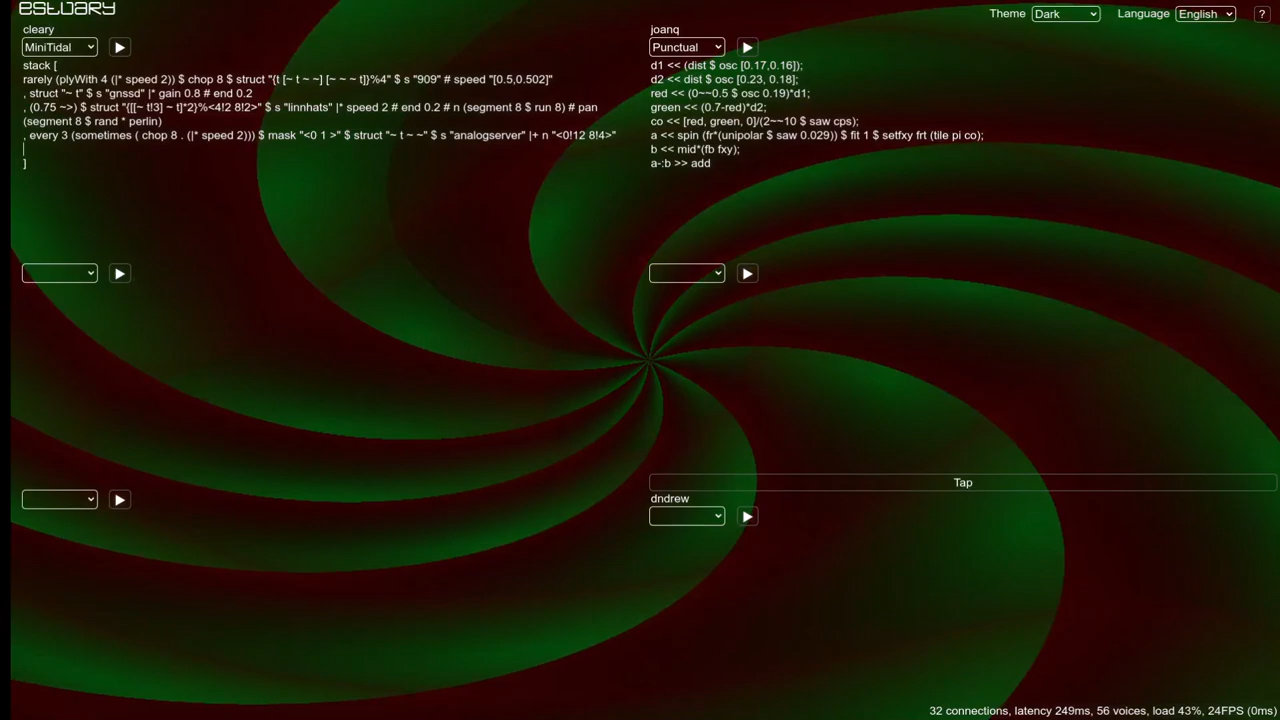 estuary
Theme Dark Language English ?
cleary
MiniTidal
stack [
rarely (plyWith 4 (|* speed 2)) $ chop 8 $ struct "{t [~ t ~ ~] [~ ~ ~ t]}%4" $ s "909" # speed "[0.5,0.502]"
, struct "~ t" $ s "gnssd" |* gain 0.8 # end 0.2
, (0.75 ~>) $ struct "{[[~ t!3] ~ t]*2}%<4!2 8!2>" $ s "linnhats" |* speed 2 # end 0.2 # n (segment 8 $ run 8) # pan
(segment 8 $ rand * perlin)
, every 3 (sometimes ( chop 8 . (|* speed 2))) $ mask "<0 1 >" $ struct "~ t ~ ~" $ s "analogserver" |+ n "<0!12 8!4>"
]
joanq
Punctual
d1 << (dist $ osc [0.17,0.16]);
d2 << dist $ osc [0.23, 0.18];
red << (0~~0.5 $ osc 0.19)*d1;
green << (0.7-red)*d2;
co << [red, green, 0]/(2~~10 $ saw cps);
a << spin (fr*(unipolar $ saw 0.029)) $ fit 1 $ setfxy frt (tile pi co);
b << mid*(fb fxy);
a-:b >> add
Tap
dndrew
32 connections, latency 249ms, 56 voices, load 43%, 24FPS (0ms)